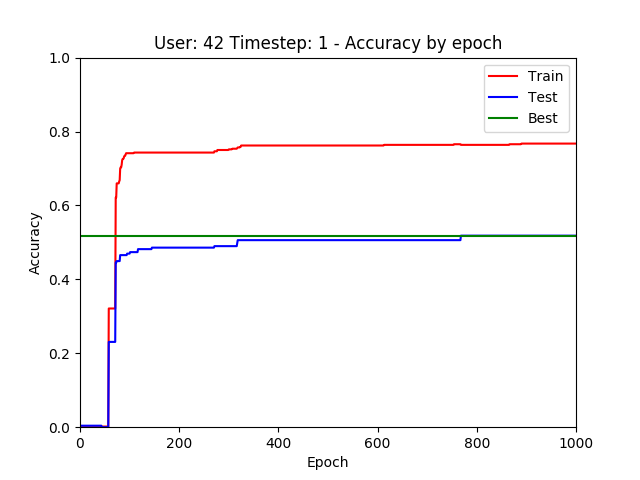 User: 42 Timestep: 1 - Accuracy by epoch
1.0
0.8
0.6
0.4
0.2
0.0
Accuracy
Train
Test
Best
0 200 400 600 800 1000
Epoch